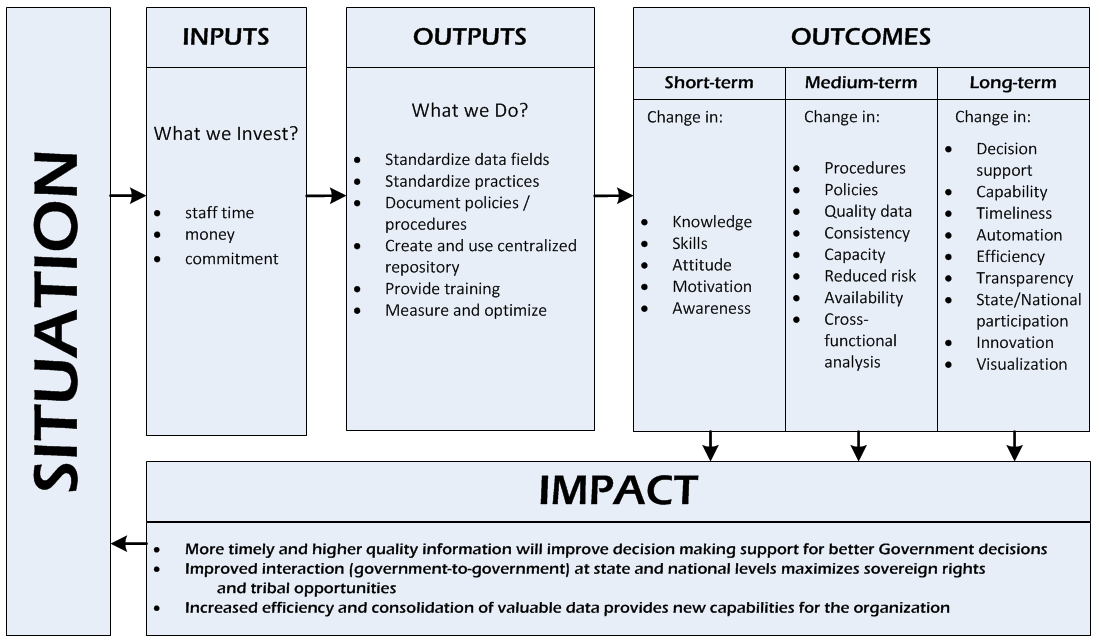 SITUATION
INPUTS
What we Invest?
• staff time
• money
• commitment
OUTPUTS
What we Do?
• Standardize data fields
• Standardize practices
• Document policies /
procedures
• Create and use centralized
repository
• Provide training
• Measure and optimize
OUTCOMES
Short-term
Change in:
• Knowledge
• Skills
• Attitude
• Motivation
• Awareness
Medium-term
Change in:
• Procedures
• Policies
• Quality data
• Consistency
• Capacity
• Reduced risk
• Availability
• Cross-
functional
analysis
Long-term
Change in:
• Decision
support
• Capability
• Timeliness
• Automation
• Efficiency
• Transparency
• State/National
participation
• Innovation
• Visualization
IMPACT
• More timely and higher quality information will improve decision making support for better Government decisions
• Improved interaction (government-to-government) at state and national levels maximizes sovereign rights
and tribal opportunities
• Increased efficiency and consolidation of valuable data provides new capabilities for the organization